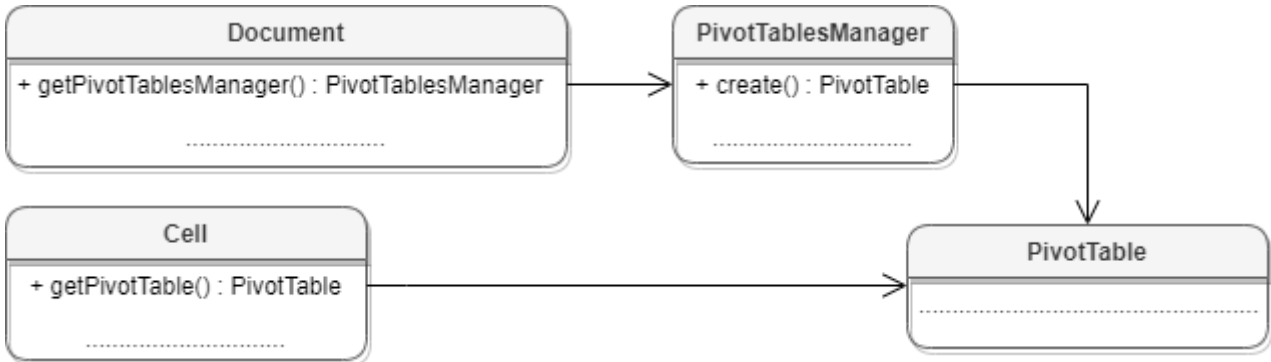 Document
+ getPivotTablesManager() : PivotTablesManager
..............................
PivotTablesManager
+ create() : PivotTable
..............................
Cell
+ getPivotTable() : PivotTable
..............................
PivotTable
....................................................